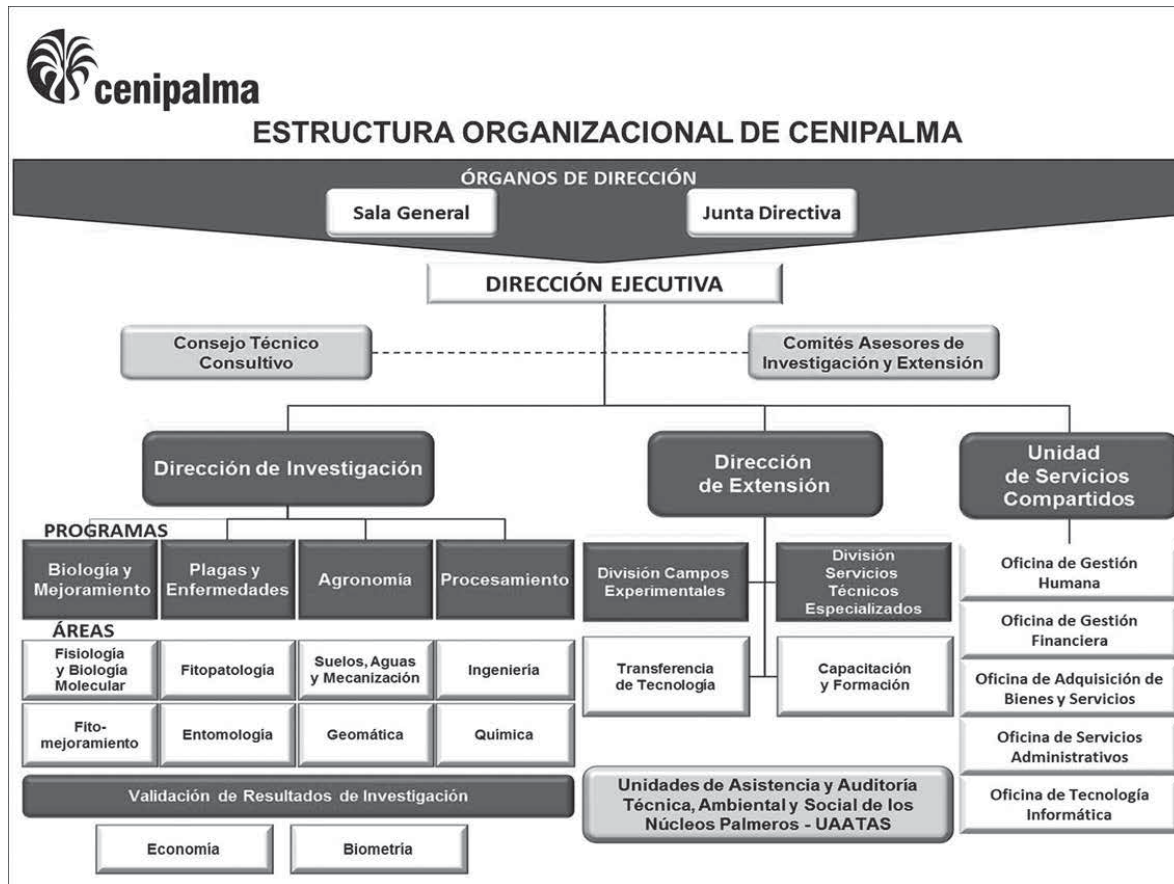 cenipalma
ESTRUCTURA ORGANIZACIONAL DE CENIPALMA
ÓRGANOS DE DIRECCIÓN
Sala General
Junta Directiva
DIRECCIÓN EJECUTIVA
Consejo Técnico
Consultivo
Comités Asesores de
Investigación y Extensión
Dirección de Investigación
Dirección
de Extensión
Unidad
de Servicios
Compartidos
PROGRAMAS
Biología y
Mejoramiento
Plagas y
Enfermedades
Agronomía
Procesamiento
División Campos
Experimentales
División
Servicios
Técnicos
Especializados
Oficina de Gestión
Humana
Oficina de Gestión
Financiera
Oficina de Adquisición de
Bienes y Servicios
Oficina de Servicios
Administrativos
Oficina de Tecnología
Informática
ÁREAS
Fisiología
y Biología
Molecular
Fitopatología
Suelos, Aguas
y Mecanización
Ingeniería
Transferencia
de Tecnología
Capacitación
y Formación
Fito-
mejoramiento
Entomología
Geomática
Química
Validación de Resultados de Investigación
Economía
Biometría
Unidades de Asistencia y Auditoría
Técnica, Ambiental y Social de los
Núcleos Palmeros - UAATAS